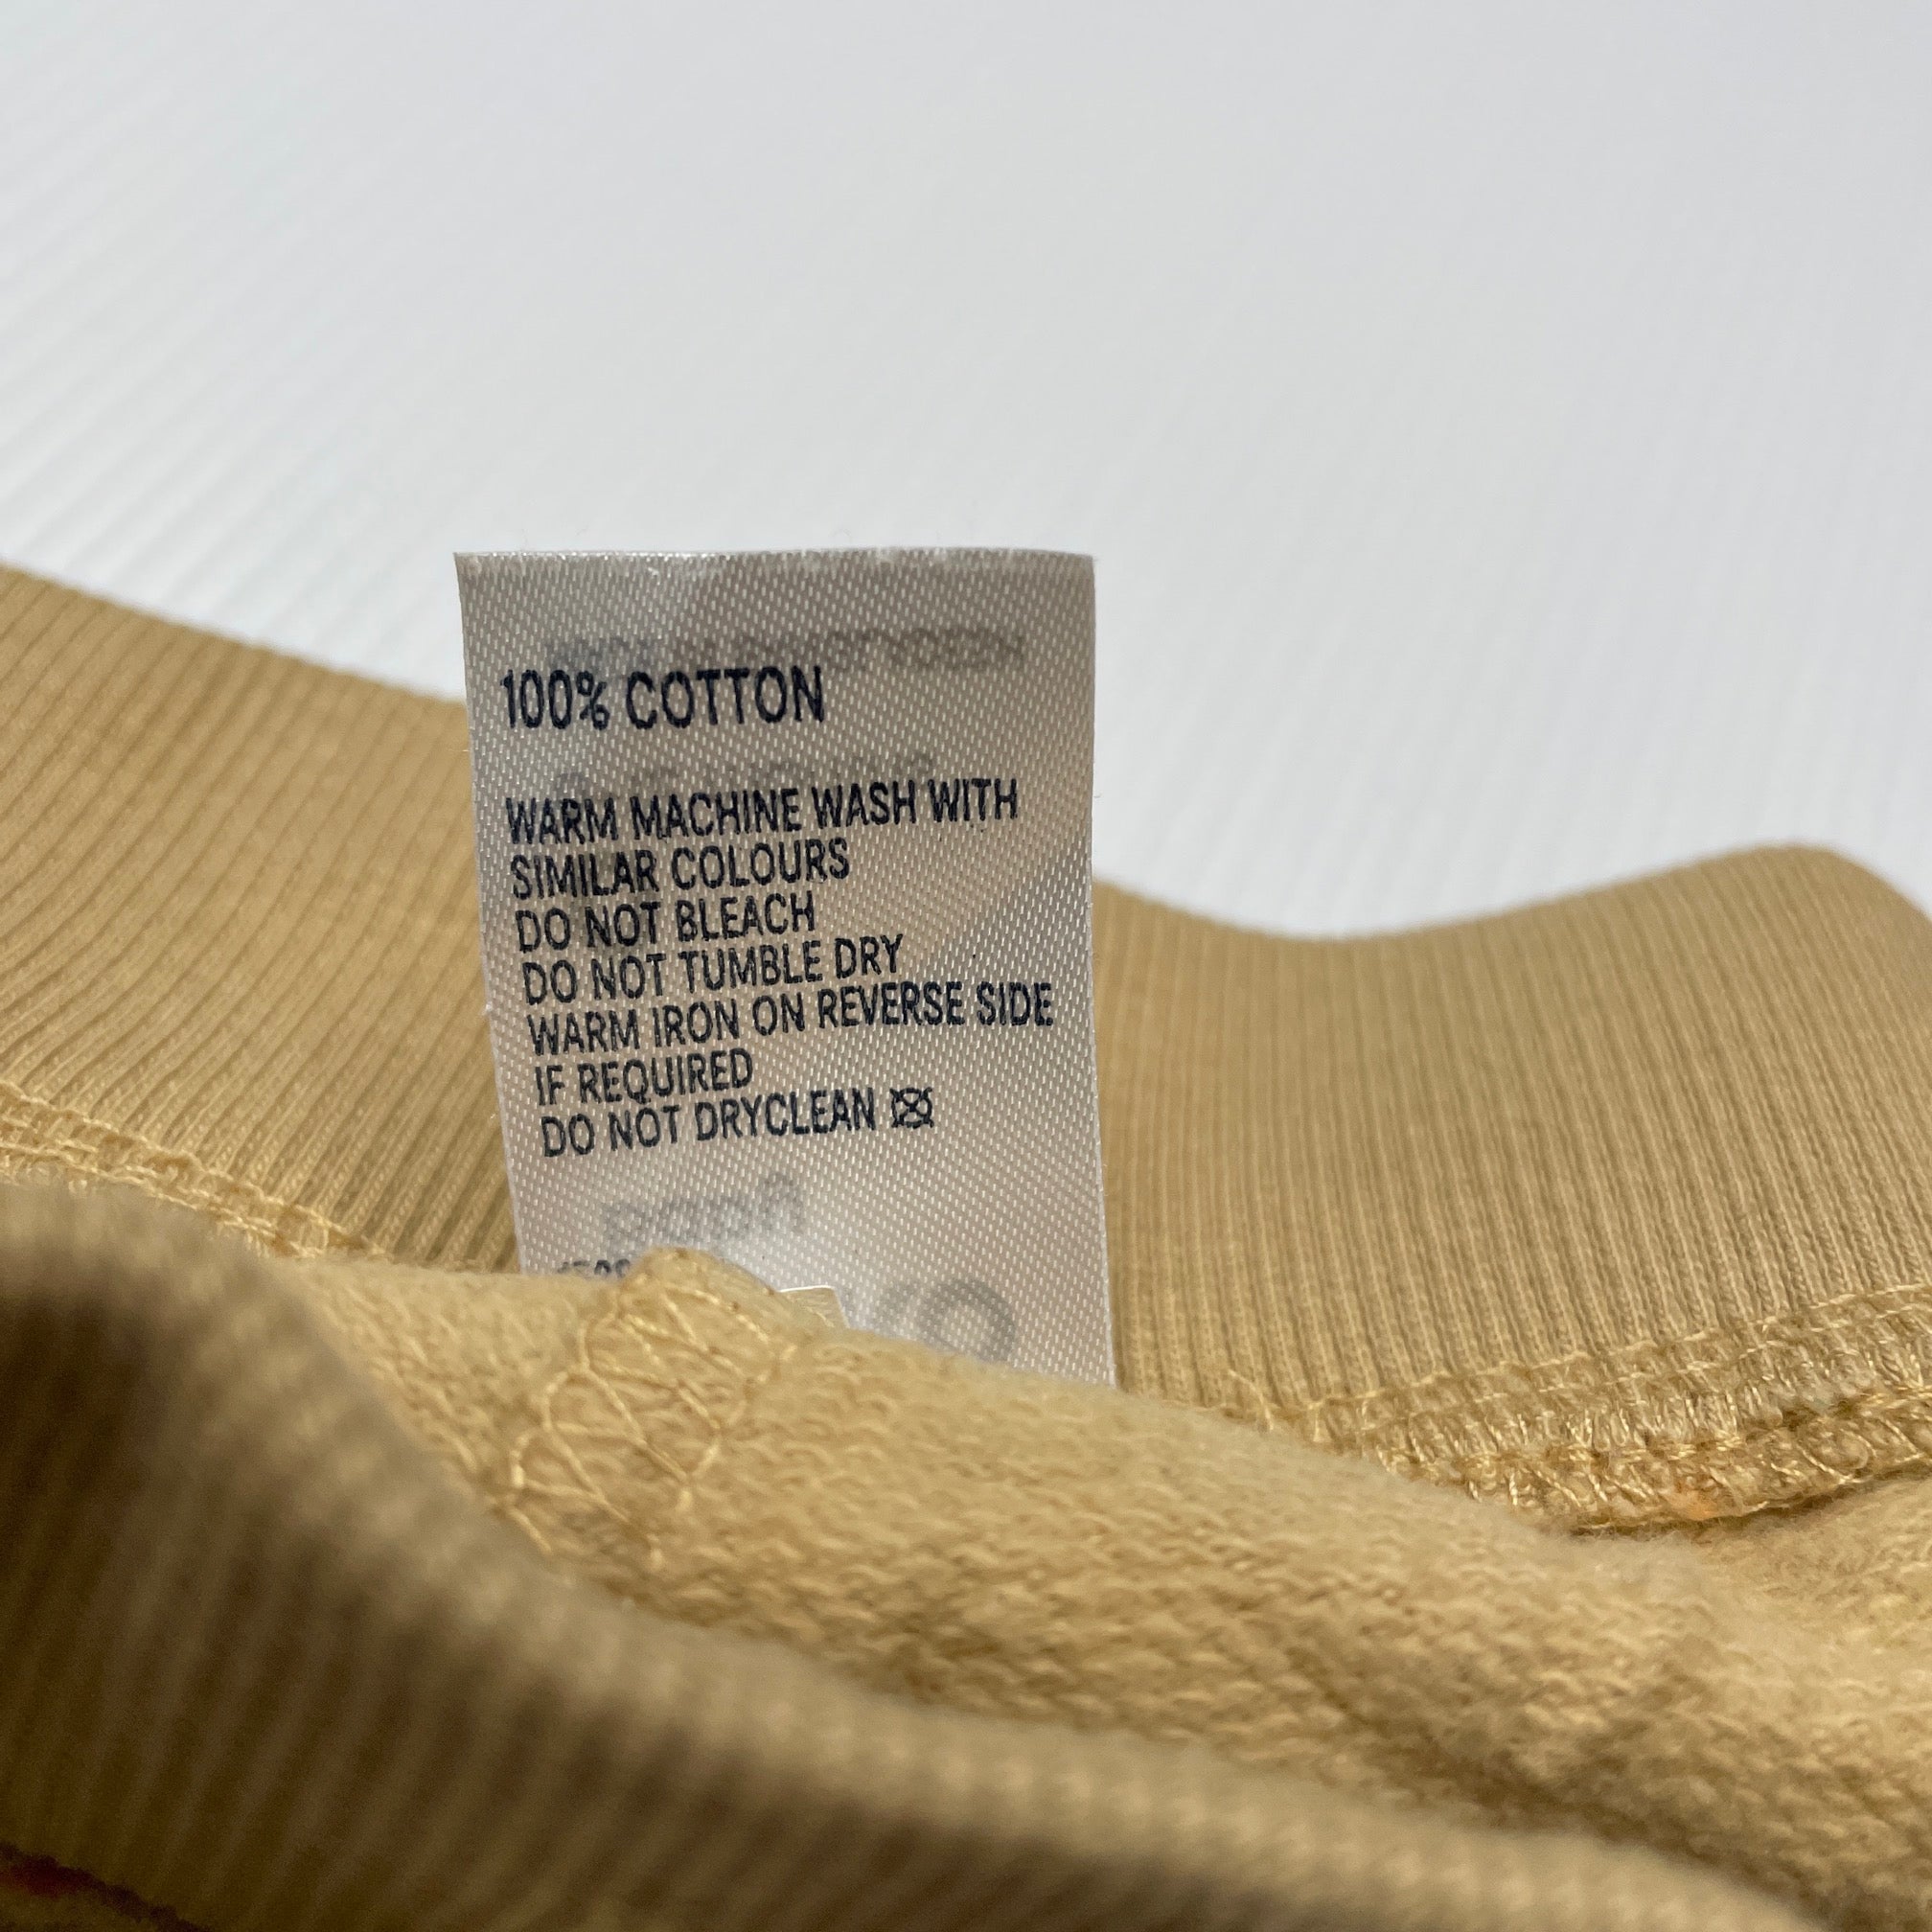 100% COTTON
WARM MACHINE WASH WITH
SIMILAR COLOURS
DO NOT BLEACH
DO NOT TUMBLE DRY
WARM IRON ON REVERSE SIDE
IF REQUIRED
DO NOT DRYCLEAN